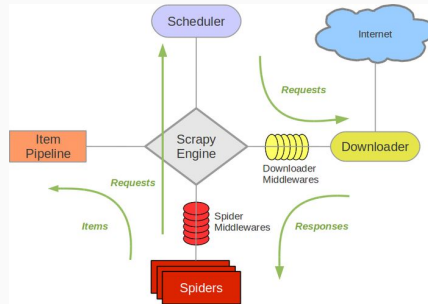 Scheduler
Internet
Requests
Item
Pipeline
Scrapy
Engine
Downloader
Downloader
Middlewares
Requests
Items
Spider
Middlewares
Responses
Spiders